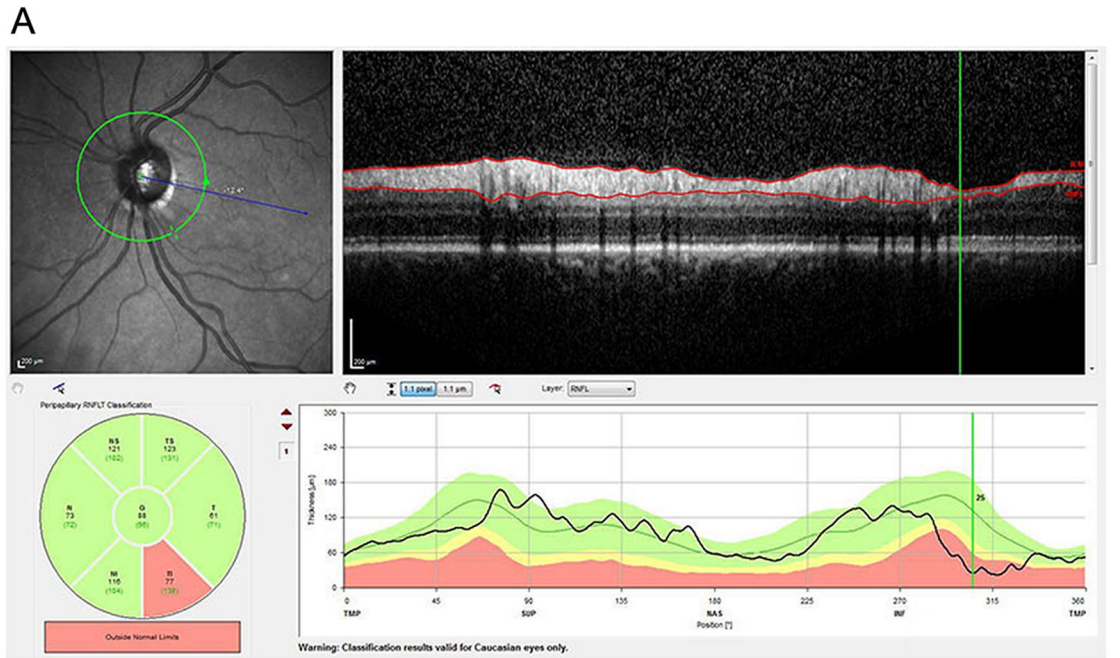 A
-12.4°
200 µm
200 µm
1:1 pixel
1:1 µm
Layer:
RNFL
Peripapillary RNFLT Classification
NS
121
(102)
TS
123
(131)
N
73
(72)
G
88
T
61
(71)
NI
116
(104)
TI
77
(138)
Outside Normal Limits
1
Thickness [µm]
300
240
180
120
60
0
25
0
45
90
135
180
225
270
315
360
TMP
SUP
NAS
INF
TMP
Position [°]
Warning: Classification results valid for Caucasian eyes only.